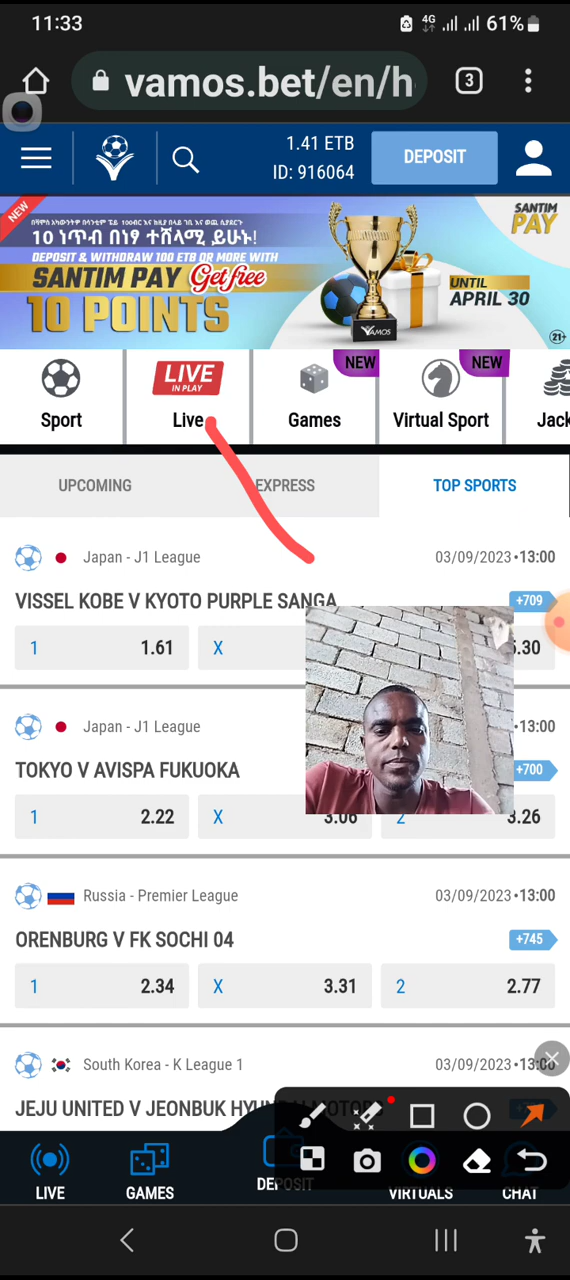 11:33
4G
61%
vamos.bet/en/h
3
1.41 ETB
ID: 916064
DEPOSIT
NEW
10 ነጥብ በነፃ ተሸላሚ ይሁኑ!
DEPOSIT & WITHDRAW 100 ETB OR MORE WITH
SANTIM PAY Get free
10 POINTS
SANTIM
PAY
UNTIL
APRIL 30
VAMOS
21+
LIVE
IN PLAY
NEW
NEW
Sport
Live
Games
Virtual Sport
Jack
UPCOMING
EXPRESS
TOP SPORTS
Japan - J1 League
03/09/2023 •13:00
VISSEL KOBE V KYOTO PURPLE SANGA
+709
1 1.61
X
5.30
Japan - J1 League
•13:00
TOKYO V AVISPA FUKUOKA
+700
1 2.22
X 3.06
2 3.26
Russia - Premier League
03/09/2023 •13:00
ORENBURG V FK SOCHI 04
+745
1 2.34
X 3.31
2 2.77
South Korea - K League 1
03/09/2023 •13:00
JEJU UNITED V JEONBUK HYUNDAI MOTORS
LIVE
GAMES
DEPOSIT
VIRTUALS
CHAT